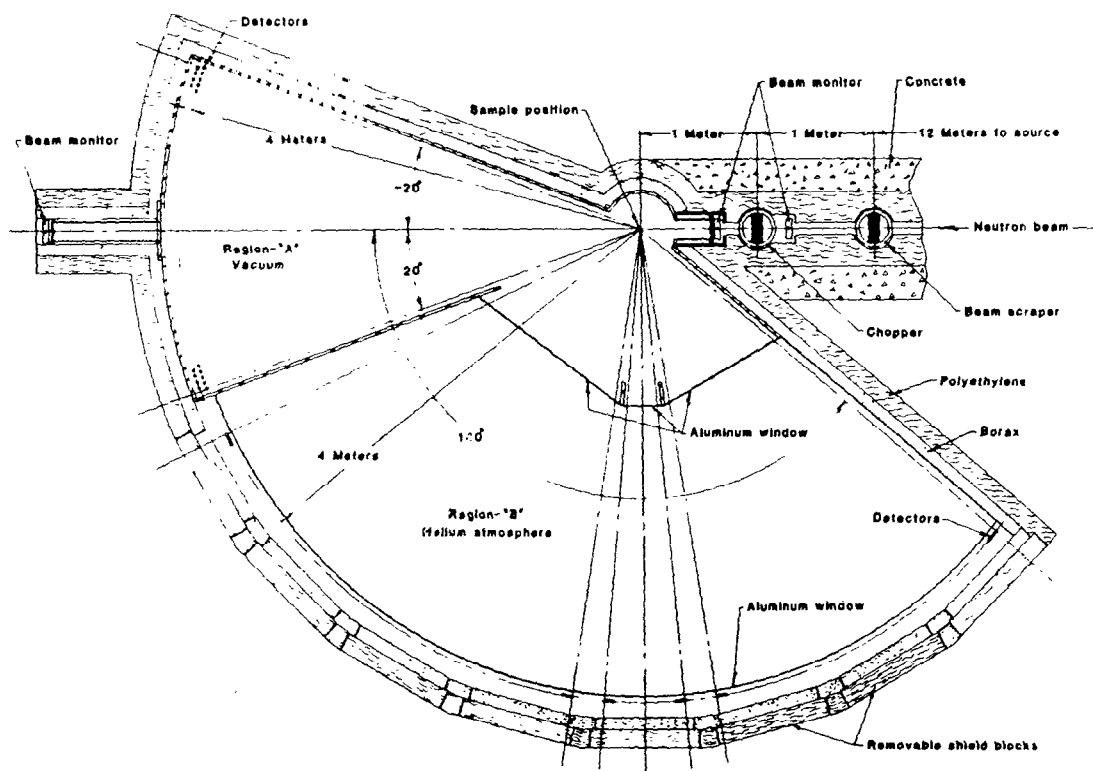 Detectors
Beam monitor
Concrete
Sample position
1 Meter
1 Meter
12 Meters to source
Beam monitor
4 Meters
~20°
Neutron beam
Region-"A"
Vacuum
20°
Beam scraper
Chopper
Polyethylene
Aluminum window
Borax
4 Meters
Region-"B"
Helium atmosphere
Detectors
Aluminum window
Removable shield blocks